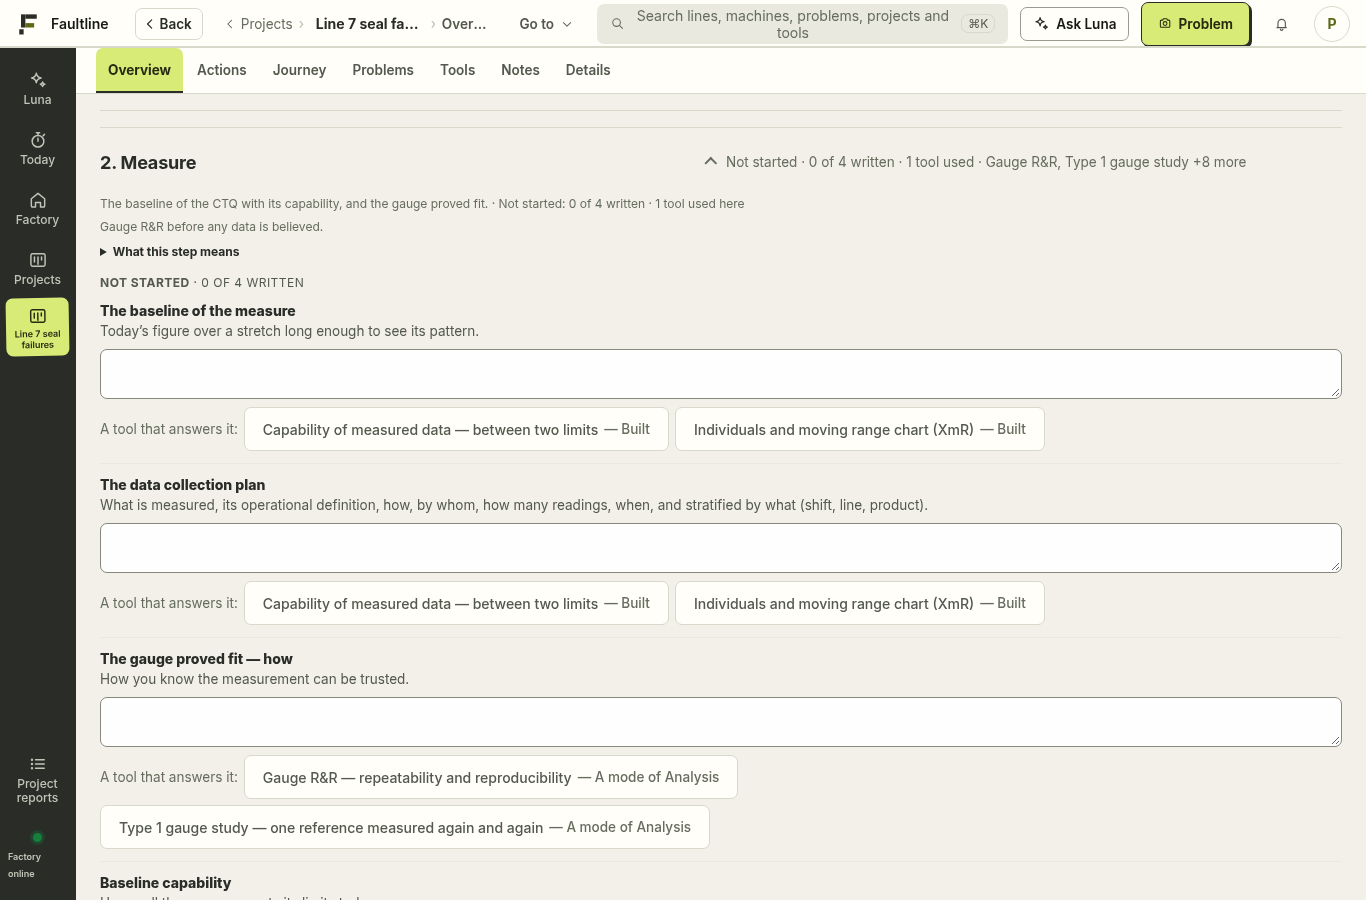 Faultline
Back
Projects
Line 7 seal fa...
Over...
Go to
Search lines, machines, problems, projects and tools
⌘K
Ask Luna
Problem
P
Luna
Today
Factory
Projects
Line 7 seal failures
Project reports
Factory online
Overview
Actions
Journey
Problems
Tools
Notes
Details
2. Measure
Not started · 0 of 4 written · 1 tool used · Gauge R&R, Type 1 gauge study +8 more
The baseline of the CTQ with its capability, and the gauge proved fit. · Not started: 0 of 4 written · 1 tool used here
Gauge R&R before any data is believed.
What this step means
NOT STARTED · 0 OF 4 WRITTEN
The baseline of the measure
Today's figure over a stretch long enough to see its pattern.
A tool that answers it:
Capability of measured data — between two limits — Built
Individuals and moving range chart (XmR) — Built
The data collection plan
What is measured, its operational definition, how, by whom, how many readings, when, and stratified by what (shift, line, product).
A tool that answers it:
Capability of measured data — between two limits — Built
Individuals and moving range chart (XmR) — Built
The gauge proved fit — how
How you know the measurement can be trusted.
A tool that answers it:
Gauge R&R — repeatability and reproducibility — A mode of Analysis
Type 1 gauge study — one reference measured again and again — A mode of Analysis
Baseline capability